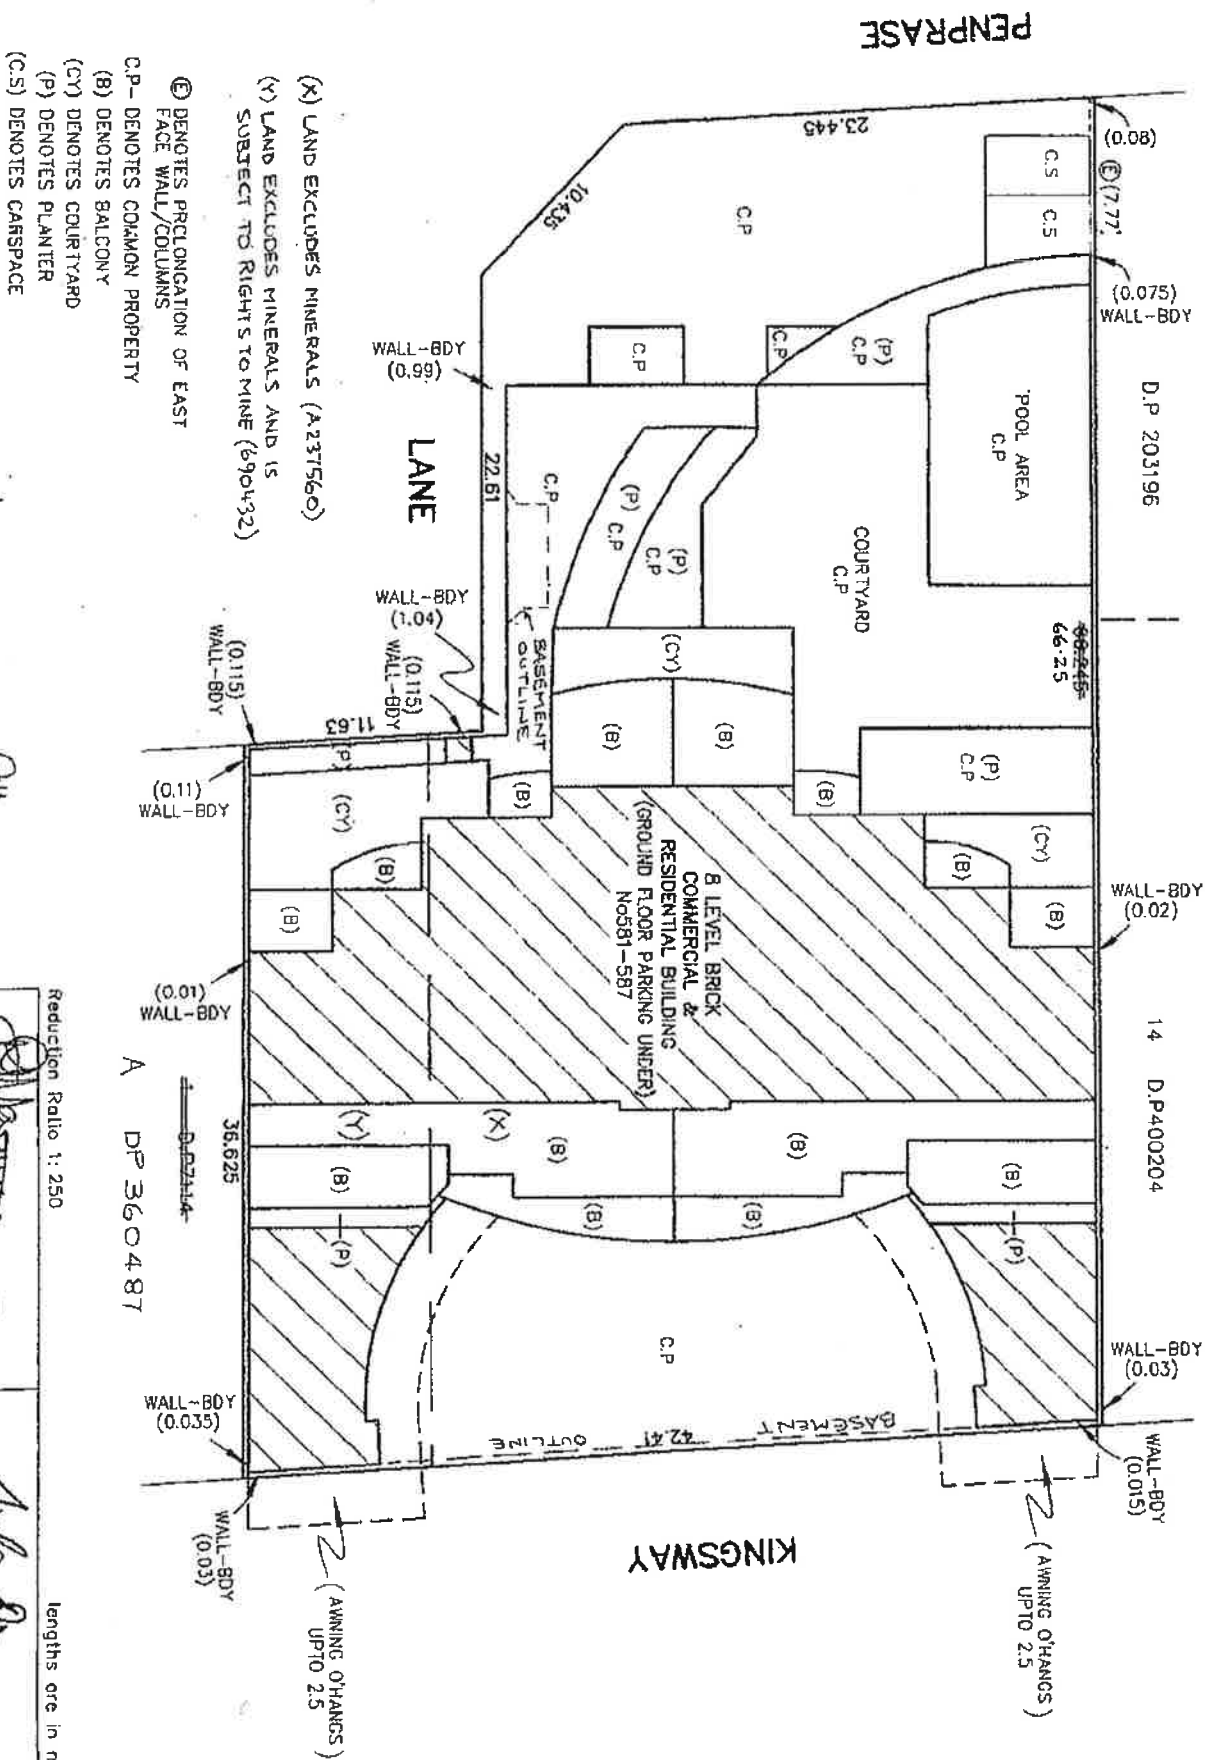 PENPRASE
LANE
KINGSWAY
D.P 203196
14 D.P400204
(0.08)
Ⓔ(7.77)
(0.075)
WALL-BDY
C.S
C.S
23.445
10.435
C.P
C.P
C.P
(P)
C.P
'POOL AREA
C.P
COURTYARD
C.P
66.25
WALL-BDY
(0.99)
22.61
C.P
(P)
C.P
(P)
C.P
WALL-BDY
(1.04)
(0.115)
WALL-BDY
BASEMENT
OUTLINE
(CY)
(B)
(B)
(B)
(B)
(P)
C.P
(CY)
(B)
(B)
WALL-BDY
(0.02)
(0.115)
WALL-BDY
11.63
(P)
(0.11)
WALL-BDY
(CY)
(B)
(B)
(0.01)
WALL-BDY
8 LEVEL BRICK
COMMERCIAL &
RESIDENTIAL BUILDING
(GROUND FLOOR PARKING UNDER)
No581-587
(Y)
(X)
(B)
(B)
(B)
(B)
(B)
(B)
(P)
(P)
C.P
36.625
D.P7114
A DP 360487
WALL-BDY
(0.035)
WALL-BDY
(0.03)
WALL-BDY
(0.03)
WALL-BDY
(0.015)
BASEMENT
42.41
OUTLINE
(AWNING O'HANGS)
UPTO 2.5
(AWNING O'HANGS)
UPTO 2.5
(X) LAND EXCLUDES MINERALS (A237560)
(Y) LAND EXCLUDES MINERALS AND IS
SUBJECT TO RIGHTS TO MINE (690432)
Ⓔ DENOTES PROLONGATION OF EAST
FACE WALL/COLUMNS
C.P- DENOTES COMMON PROPERTY
(B) DENOTES BALCONY
(CY) DENOTES COURTYARD
(P) DENOTES PLANTER
(C.S) DENOTES CARSPACE
Reduction Ratio 1: 250
lengths are in